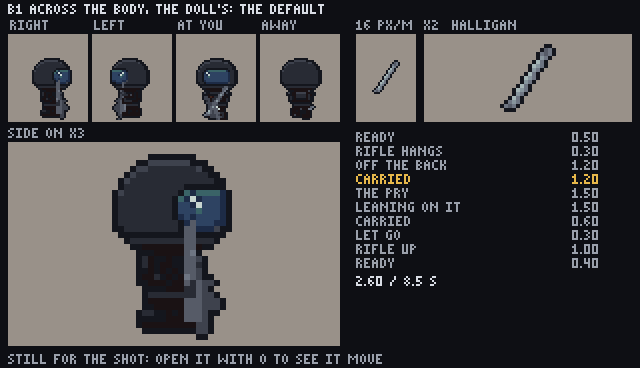 B1 ACROSS THE BODY, THE DOLL'S: THE DEFAULT
RIGHT LEFT AT YOU AWAY 16 PX/M X2 HALLIGAN
SIDE ON X3
READY 0.50
RIFLE HANGS 0.30
OFF THE BACK 1.20
CARRIED 1.20
THE PRY 1.50
LEANING ON IT 1.50
CARRIED 0.60
LET GO 0.30
RIFLE UP 1.00
READY 0.40
2.60 / 8.5 S
STILL FOR THE SHOT: OPEN IT WITH O TO SEE IT MOVE